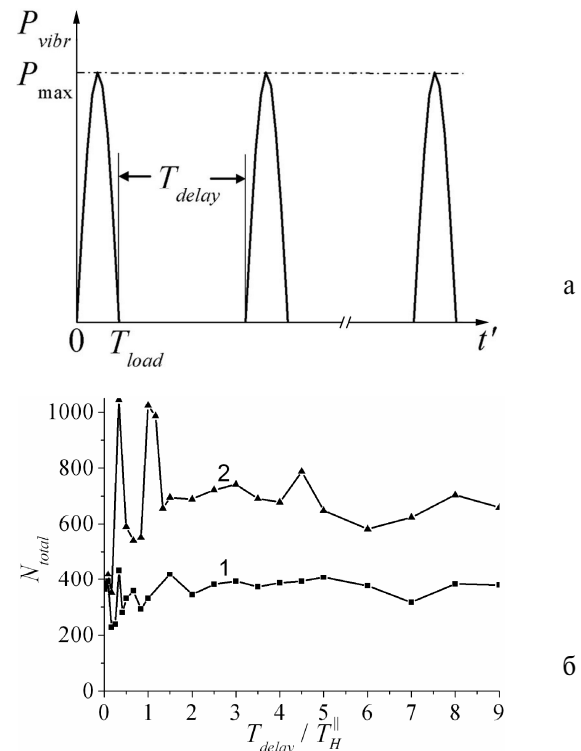 P_vibr
P_max
T_delay
0
T_load
t'
а
1000
800
600
400
200
0
N_total
2
1
0 1 2 3 4 5 6 7 8 9
T_delay / T_H^∥
б